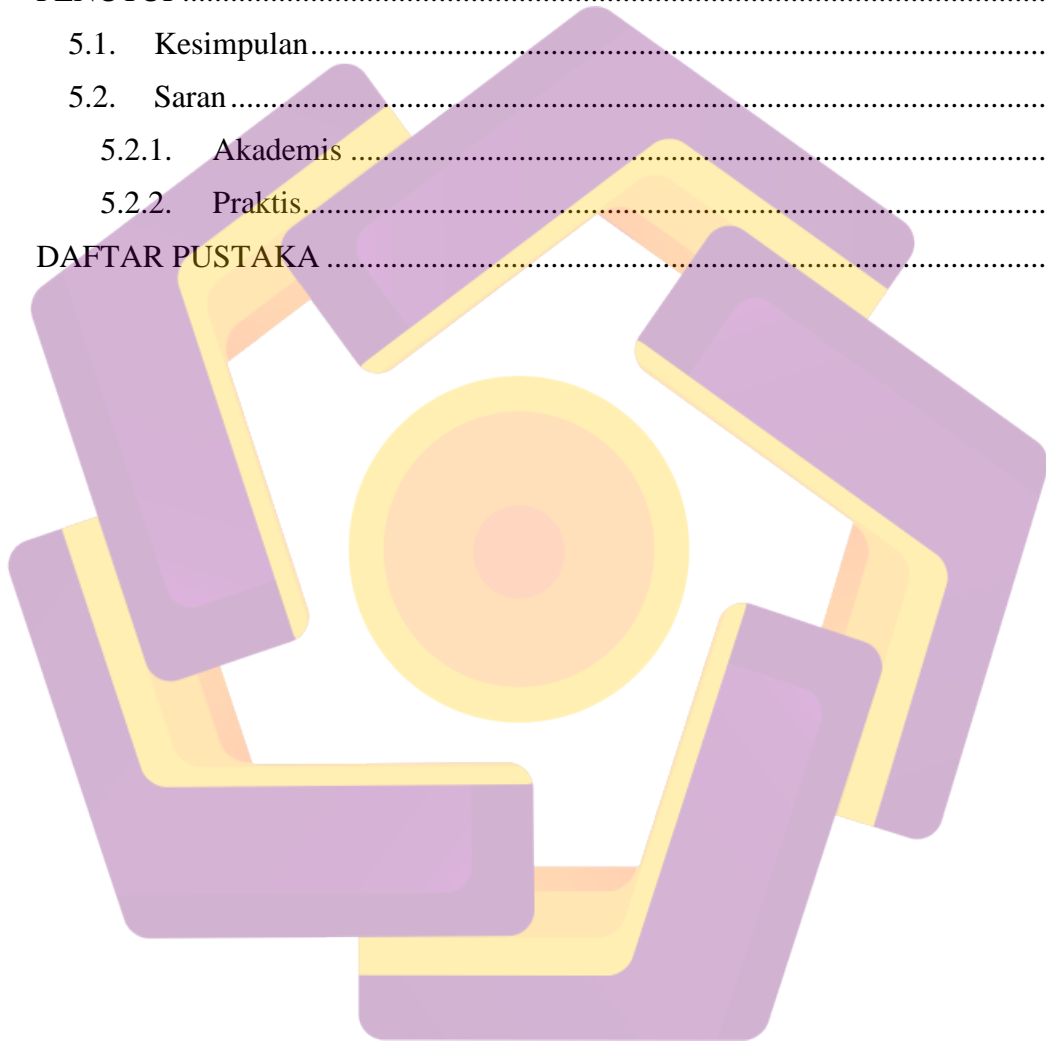 5.1. Kesimpulan........................................................................................
5.2. Saran..................................................................................................
5.2.1. Akademis.....................................................................................
5.2.2. Praktis..........................................................................................
DAFTAR PUSTAKA......................................................................................